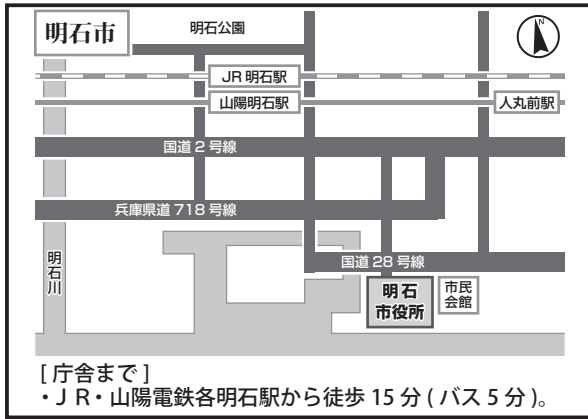 明石市
明石公園
N
JR 明石駅
山陽明石駅
人丸前駅
国道 2 号線
兵庫県道 718 号線
明石川
国道 28 号線
明石
市役所
市民
会館
[ 庁舎まで ]
・J R・山陽電鉄各明石駅から徒歩 15 分 ( バス 5 分 )。